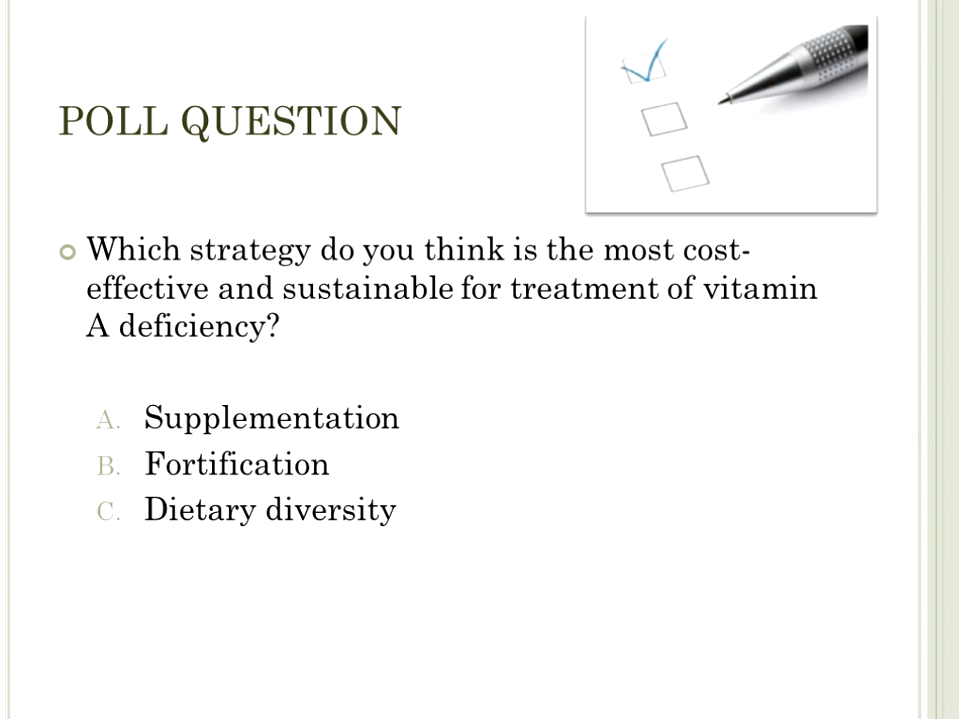 POLL QUESTION
Which strategy do you think is the most cost-
effective and sustainable for treatment of vitamin
A deficiency?
A. Supplementation
B. Fortification
C. Dietary diversity